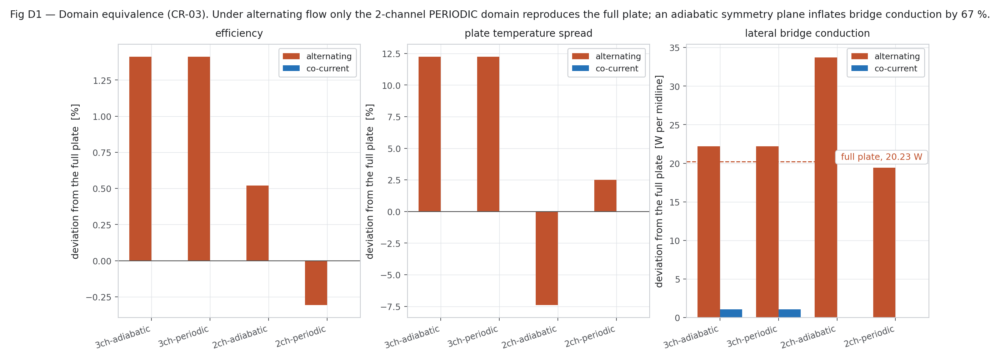 Fig D1 — Domain equivalence (CR-03). Under alternating flow only the 2-channel PERIODIC domain reproduces the full plate; an adiabatic symmetry plane inflates bridge conduction by 67 %.
efficiency
deviation from the full plate [%]
1.25
1.00
0.75
0.50
0.25
0.00
−0.25
alternating
co-current
3ch-adiabatic
3ch-periodic
2ch-adiabatic
2ch-periodic
plate temperature spread
deviation from the full plate [%]
12.5
10.0
7.5
5.0
2.5
0.0
−2.5
−5.0
−7.5
alternating
co-current
3ch-adiabatic
3ch-periodic
2ch-adiabatic
2ch-periodic
lateral bridge conduction
deviation from the full plate [W per midline]
35
30
25
20
15
10
5
0
alternating
co-current
full plate, 20.23 W
3ch-adiabatic
3ch-periodic
2ch-adiabatic
2ch-periodic